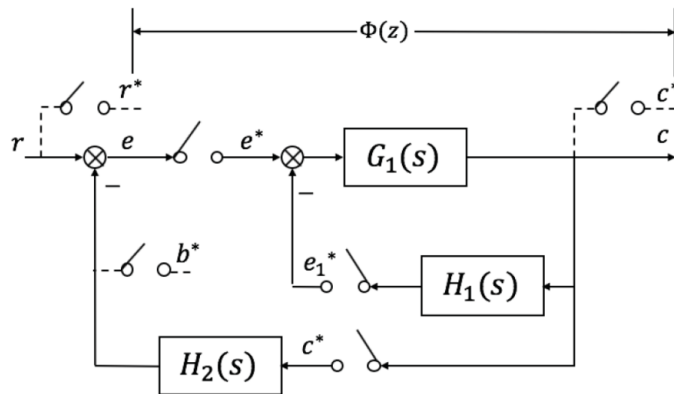 Φ(z)
r*
c*
r
e
e*
G₁(s)
c
−
−
b*
e₁*
H₁(s)
c*
H₂(s)